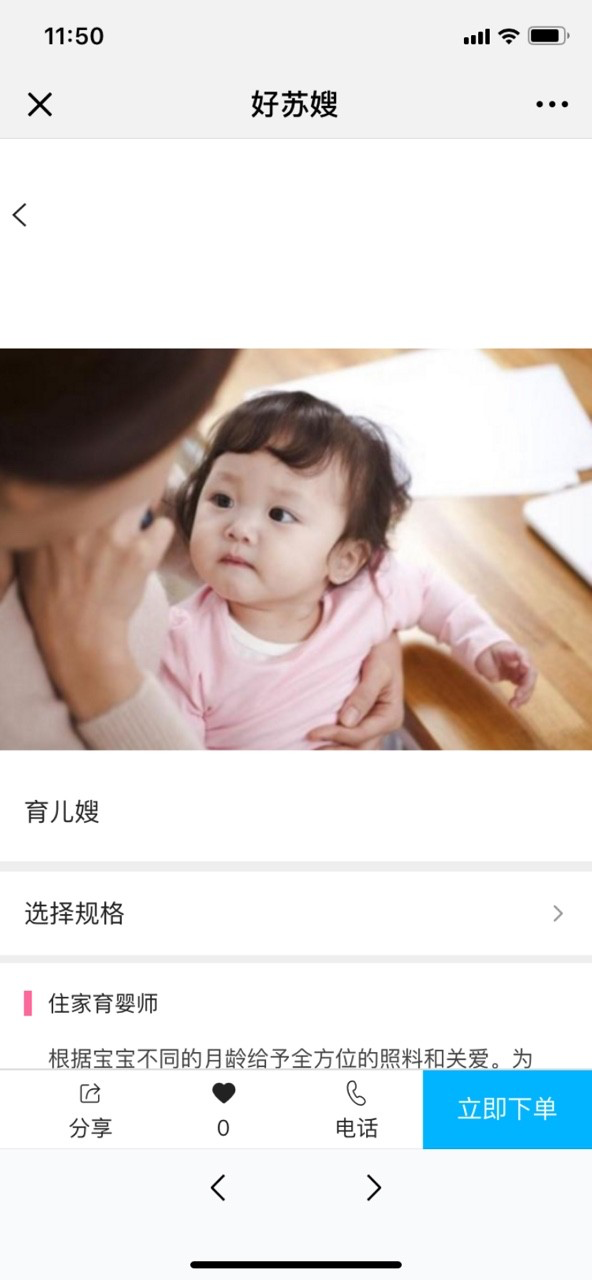 11:50
好苏嫂
育儿嫂
选择规格
住家育婴师
根据宝宝不同的月龄给予全方位的照料和关爱。为
分享
0
电话
立即下单